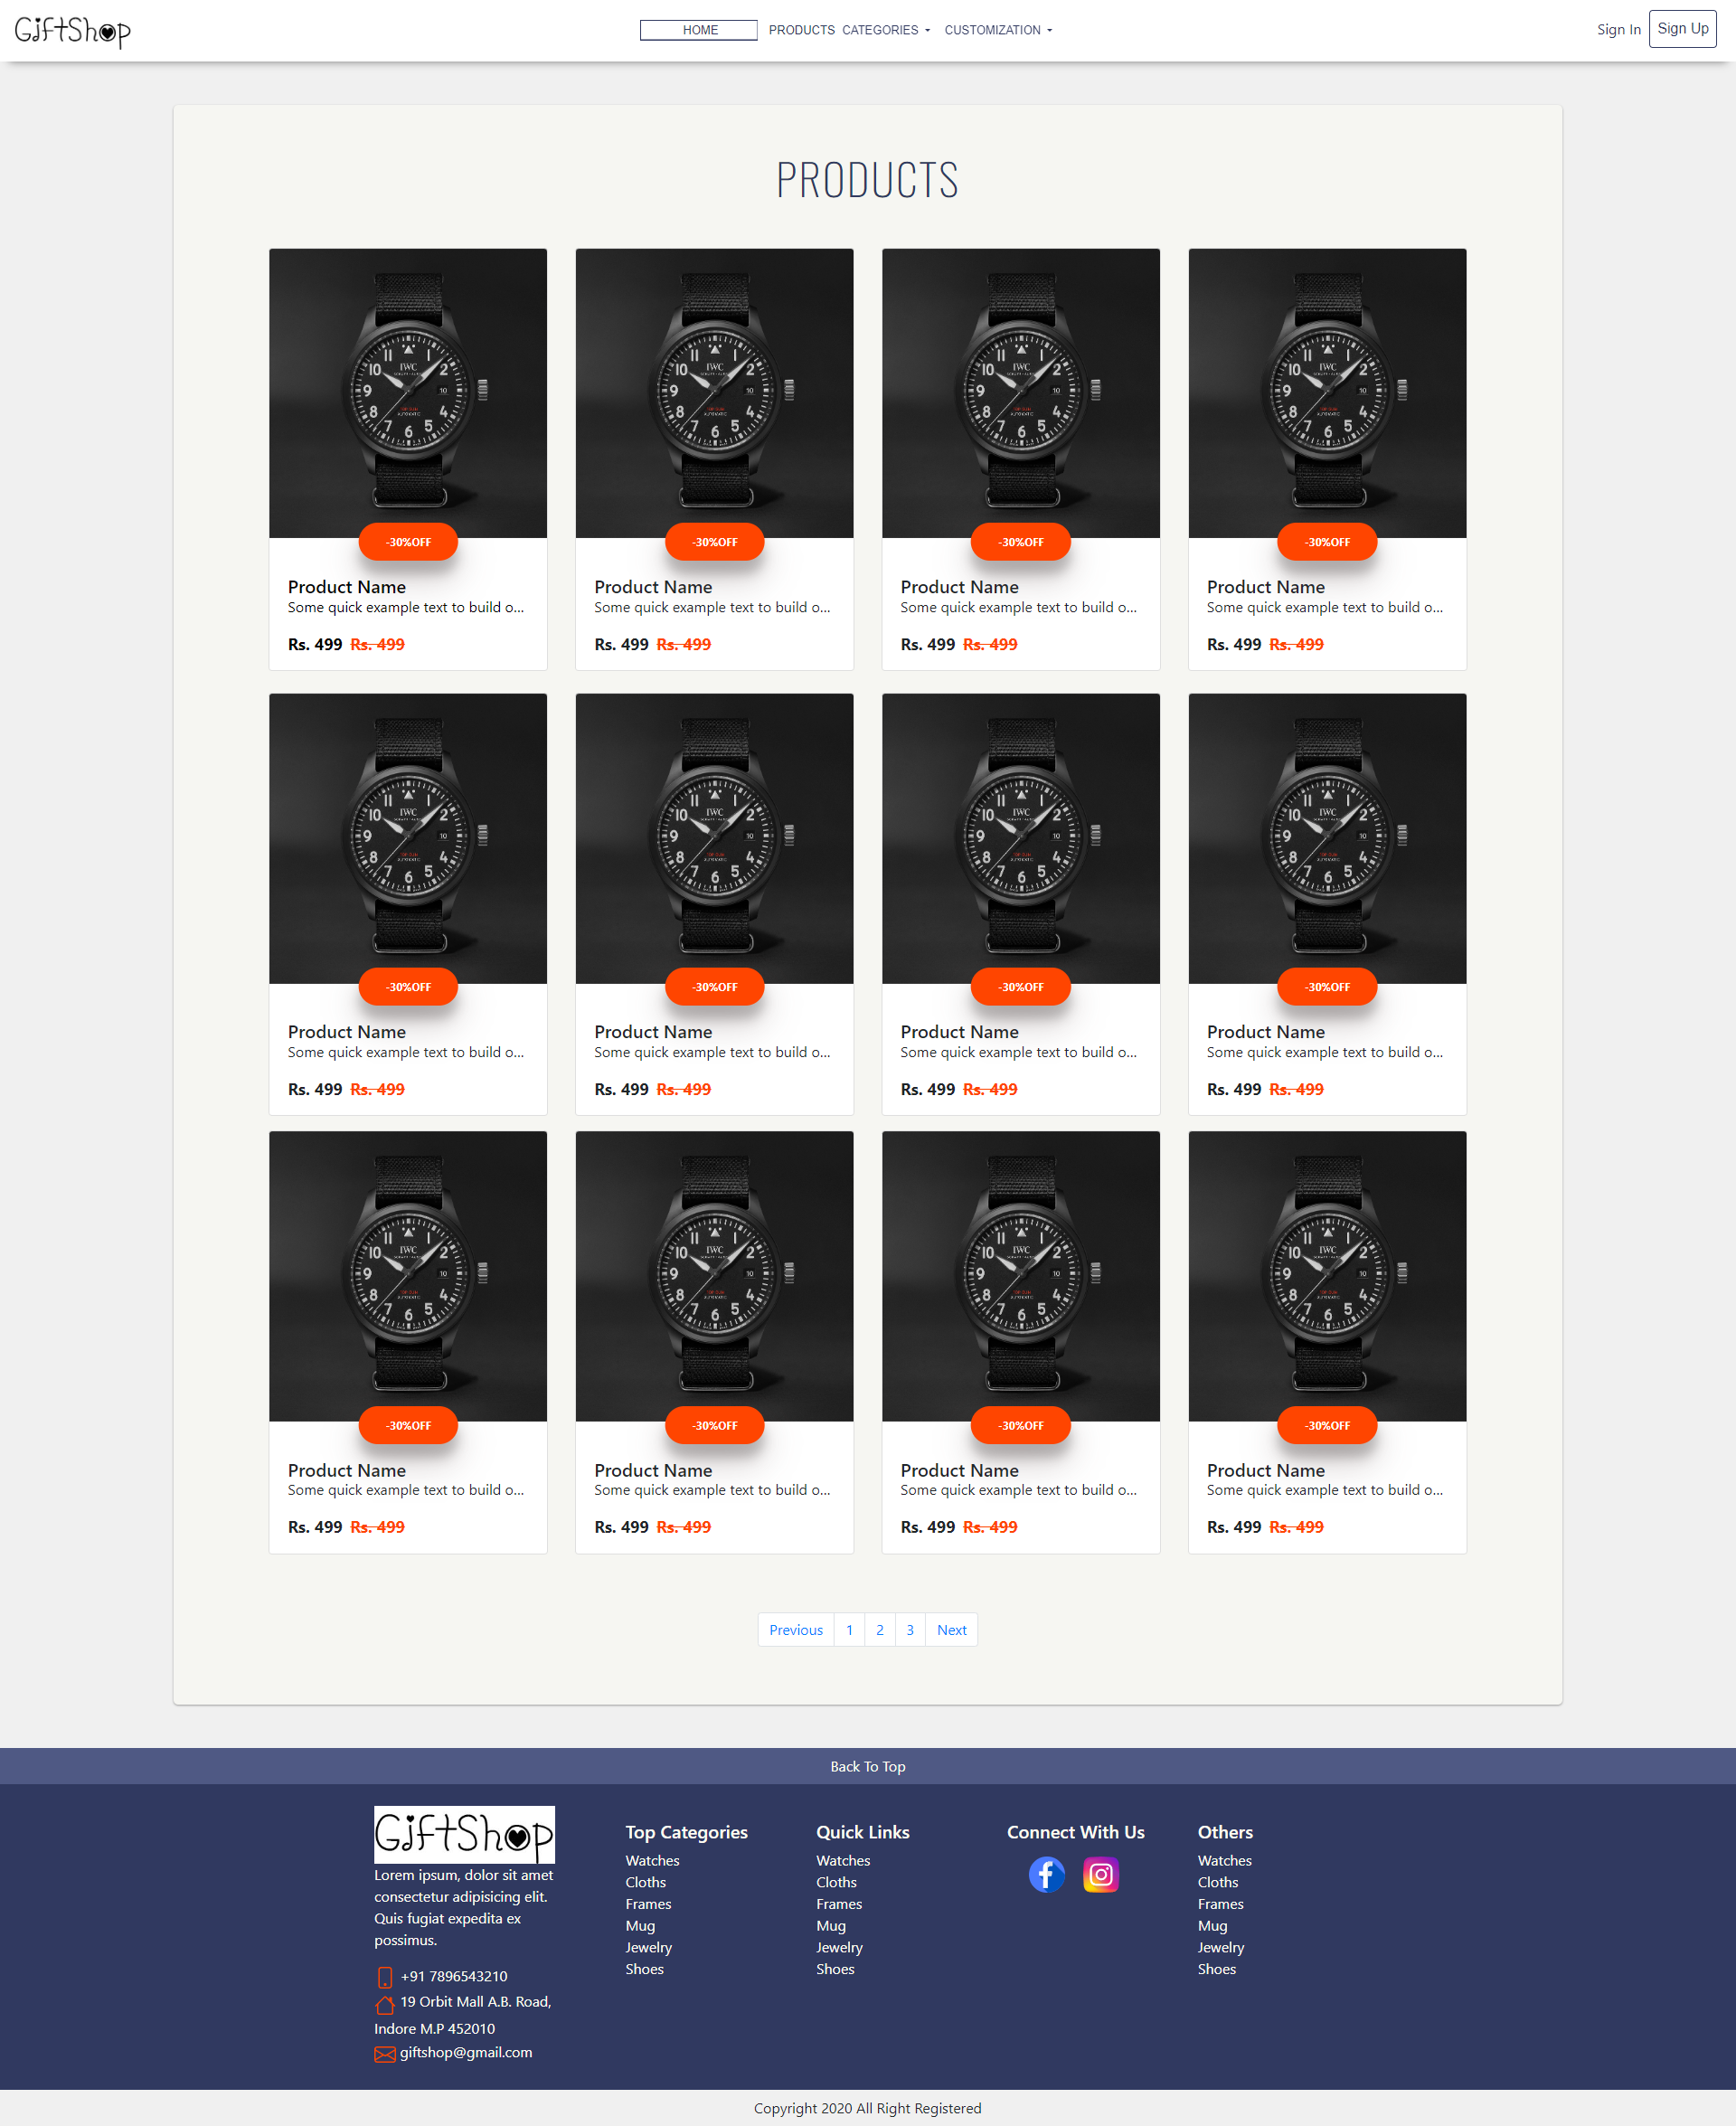 GiftShop
HOME PRODUCTS CATEGORIES CUSTOMIZATION
Sign In Sign Up
PRODUCTS
IWC IWC IWC IWC
-30%OFF -30%OFF -30%OFF -30%OFF
Product Name Product Name Product Name Product Name
Some quick example text to build o... Some quick example text to build o... Some quick example text to build o... Some quick example text to build o...
Rs. 499 Rs. 499 Rs. 499 Rs. 499 Rs. 499 Rs. 499 Rs. 499 Rs. 499
IWC IWC IWC IWC
-30%OFF -30%OFF -30%OFF -30%OFF
Product Name Product Name Product Name Product Name
Some quick example text to build o... Some quick example text to build o... Some quick example text to build o... Some quick example text to build o...
Rs. 499 Rs. 499 Rs. 499 Rs. 499 Rs. 499 Rs. 499 Rs. 499 Rs. 499
IWC IWC IWC IWC
-30%OFF -30%OFF -30%OFF -30%OFF
Product Name Product Name Product Name Product Name
Some quick example text to build o... Some quick example text to build o... Some quick example text to build o... Some quick example text to build o...
Rs. 499 Rs. 499 Rs. 499 Rs. 499 Rs. 499 Rs. 499 Rs. 499 Rs. 499
Previous 1 2 3 Next
Back To Top
GiftShop
Lorem ipsum, dolor sit amet
consectetur adipisicing elit.
Quis fugiat expedita ex
possimus.
+91 7896543210
19 Orbit Mall A.B. Road,
Indore M.P 452010
giftshop@gmail.com
Top Categories
Watches
Cloths
Frames
Mug
Jewelry
Shoes
Quick Links
Watches
Cloths
Frames
Mug
Jewelry
Shoes
Connect With Us
Others
Watches
Cloths
Frames
Mug
Jewelry
Shoes
Copyright 2020 All Right Registered